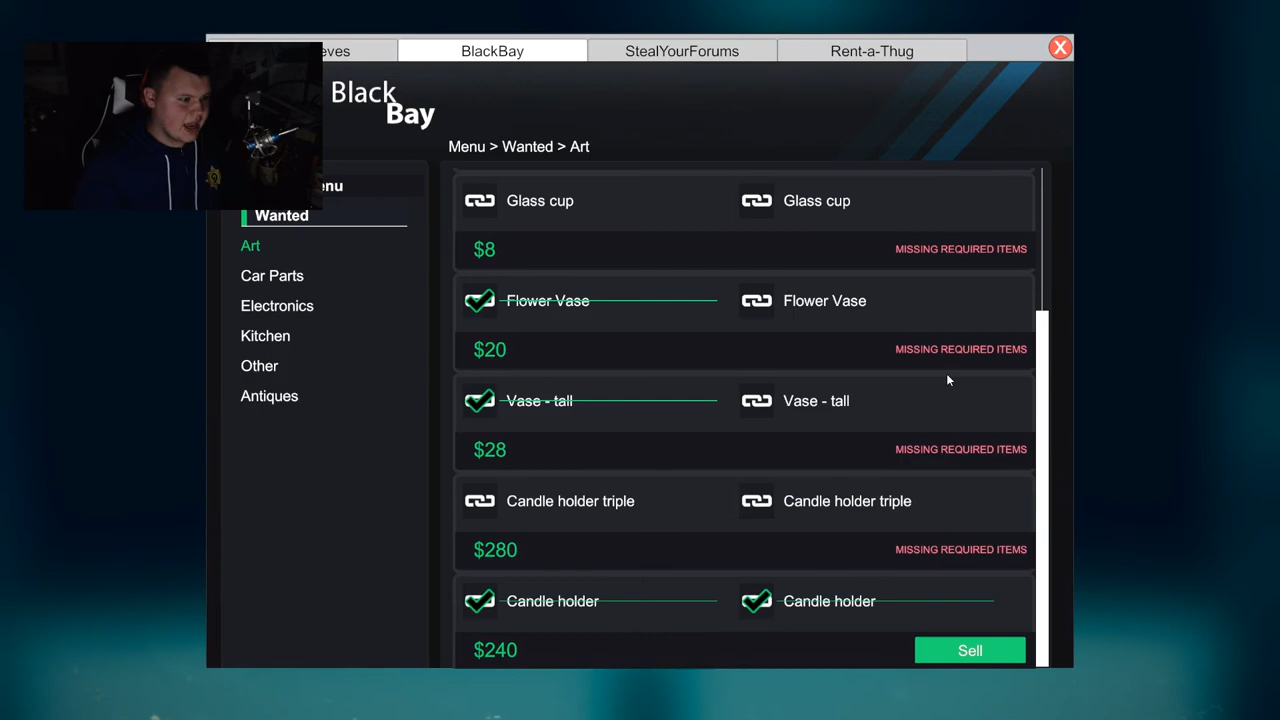 eves
BlackBay
StealYourForums
Rent-a-Thug
X
Black
Bay
Menu > Wanted > Art
enu
Wanted
Art
Car Parts
Electronics
Kitchen
Other
Antiques
Glass cup
Glass cup
$8
MISSING REQUIRED ITEMS
Flower Vase
Flower Vase
$20
MISSING REQUIRED ITEMS
Vase - tall
Vase - tall
$28
MISSING REQUIRED ITEMS
Candle holder triple
Candle holder triple
$280
MISSING REQUIRED ITEMS
Candle holder
Candle holder
$240
Sell